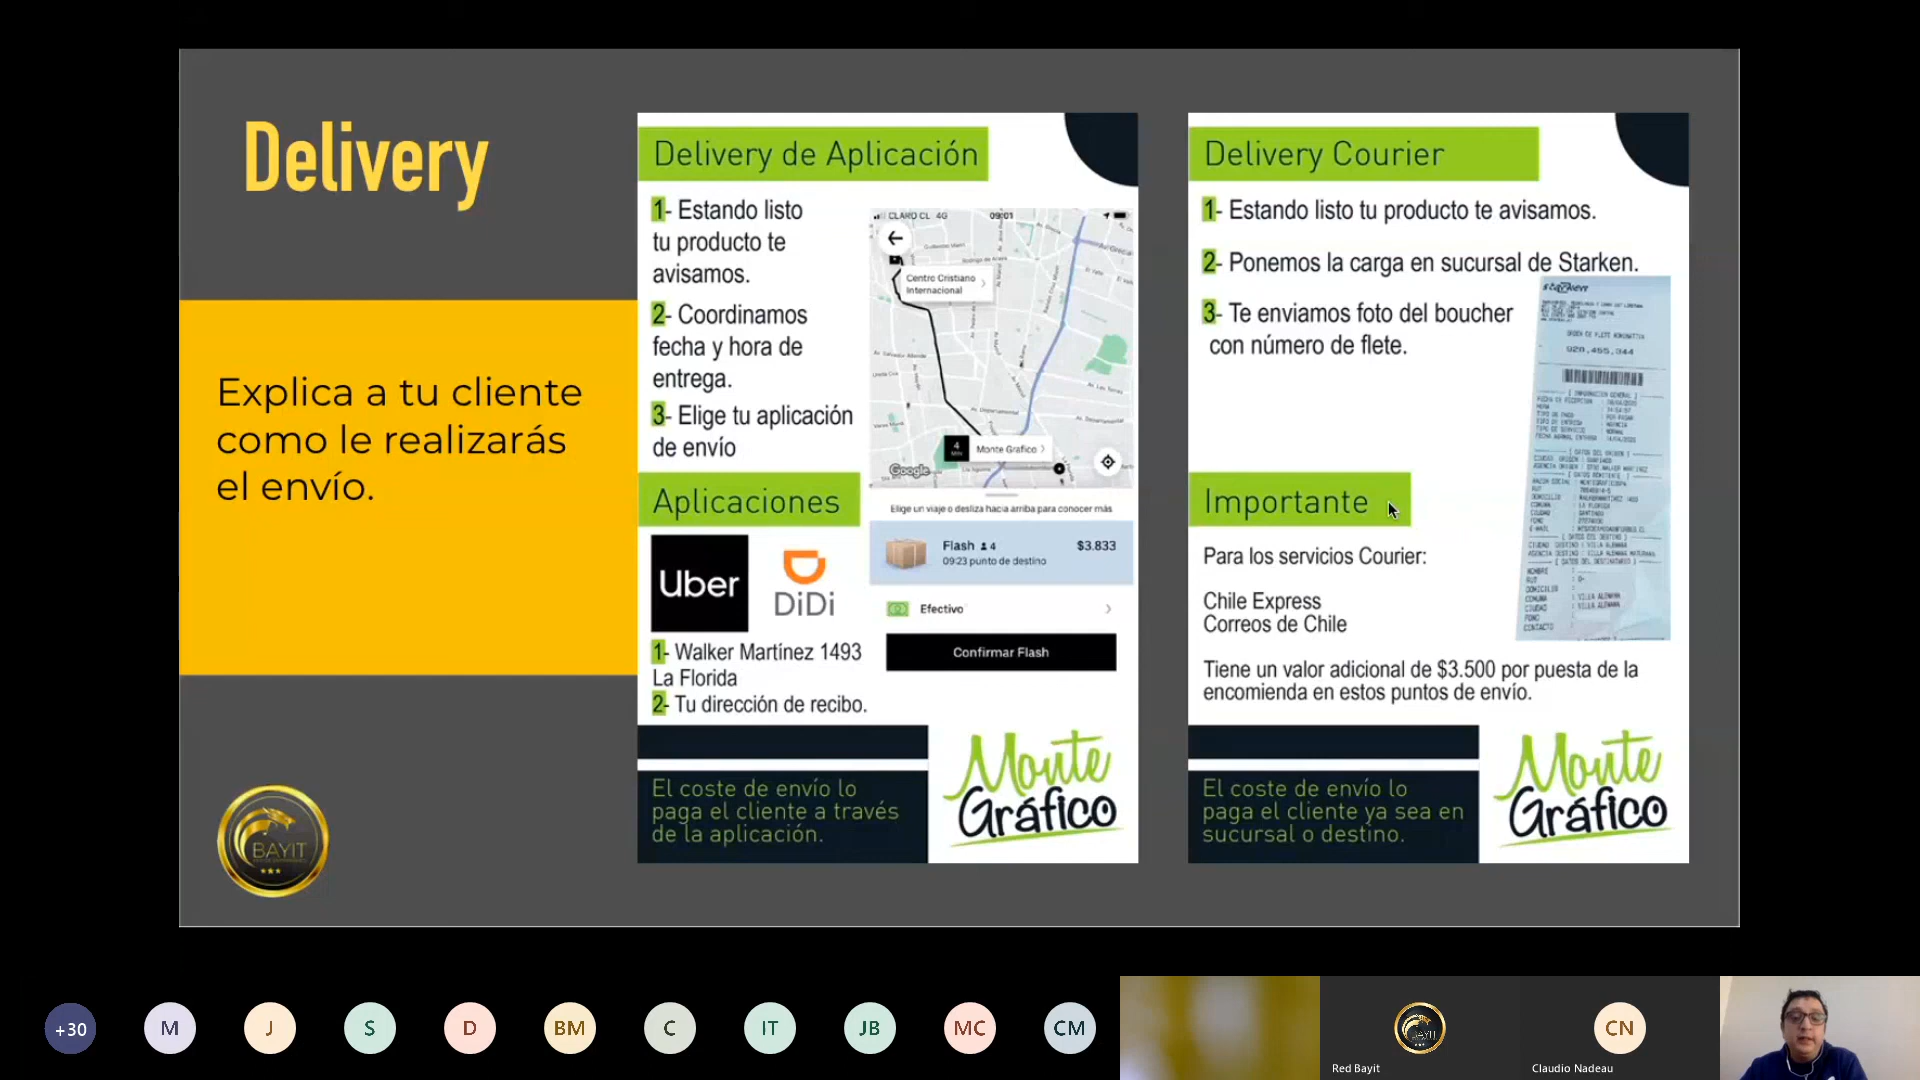 Delivery
Explica a tu cliente
como le realizarás
el envío.
BAYIT
Delivery de Aplicación
1- Estando listo
tu producto te
avisamos.
2- Coordinamos
fecha y hora de
entrega.
3- Elige tu aplicación
de envío
CLARO CL 4G
09:01
Centro Cristiano
Internacional
4
MIN
Monte Grafico
Google
Elige un viaje o desliza hacia arriba para conocer más
Flash 4
$3.833
09:23 punto de destino
Efectivo
Confirmar Flash
Aplicaciones
Uber
DiDi
1- Walker Martínez 1493
La Florida
2- Tu dirección de recibo.
El coste de envío lo
paga el cliente a través
de la aplicación.
Monte
Gráfico
Delivery Courier
1- Estando listo tu producto te avisamos.
2- Ponemos la carga en sucursal de Starken.
3- Te enviamos foto del boucher
con número de flete.
Importante
Para los servicios Courier:
Chile Express
Correos de Chile
Tiene un valor adicional de $3.500 por puesta de la
encomienda en estos puntos de envío.
El coste de envío lo
paga el cliente ya sea en
sucursal o destino.
Monte
Gráfico
+30
M
J
S
D
BM
C
IT
JB
MC
CM
BAYIT
Red Bayit
CN
Claudio Nadeau